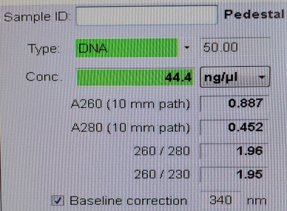 Sample ID: Pedestal
Type: DNA 50.00
Conc. 44.4 ng/µl
A260 (10 mm path) 0.887
A280 (10 mm path) 0.452
260 / 280 1.96
260 / 230 1.95
Baseline correction 340 nm